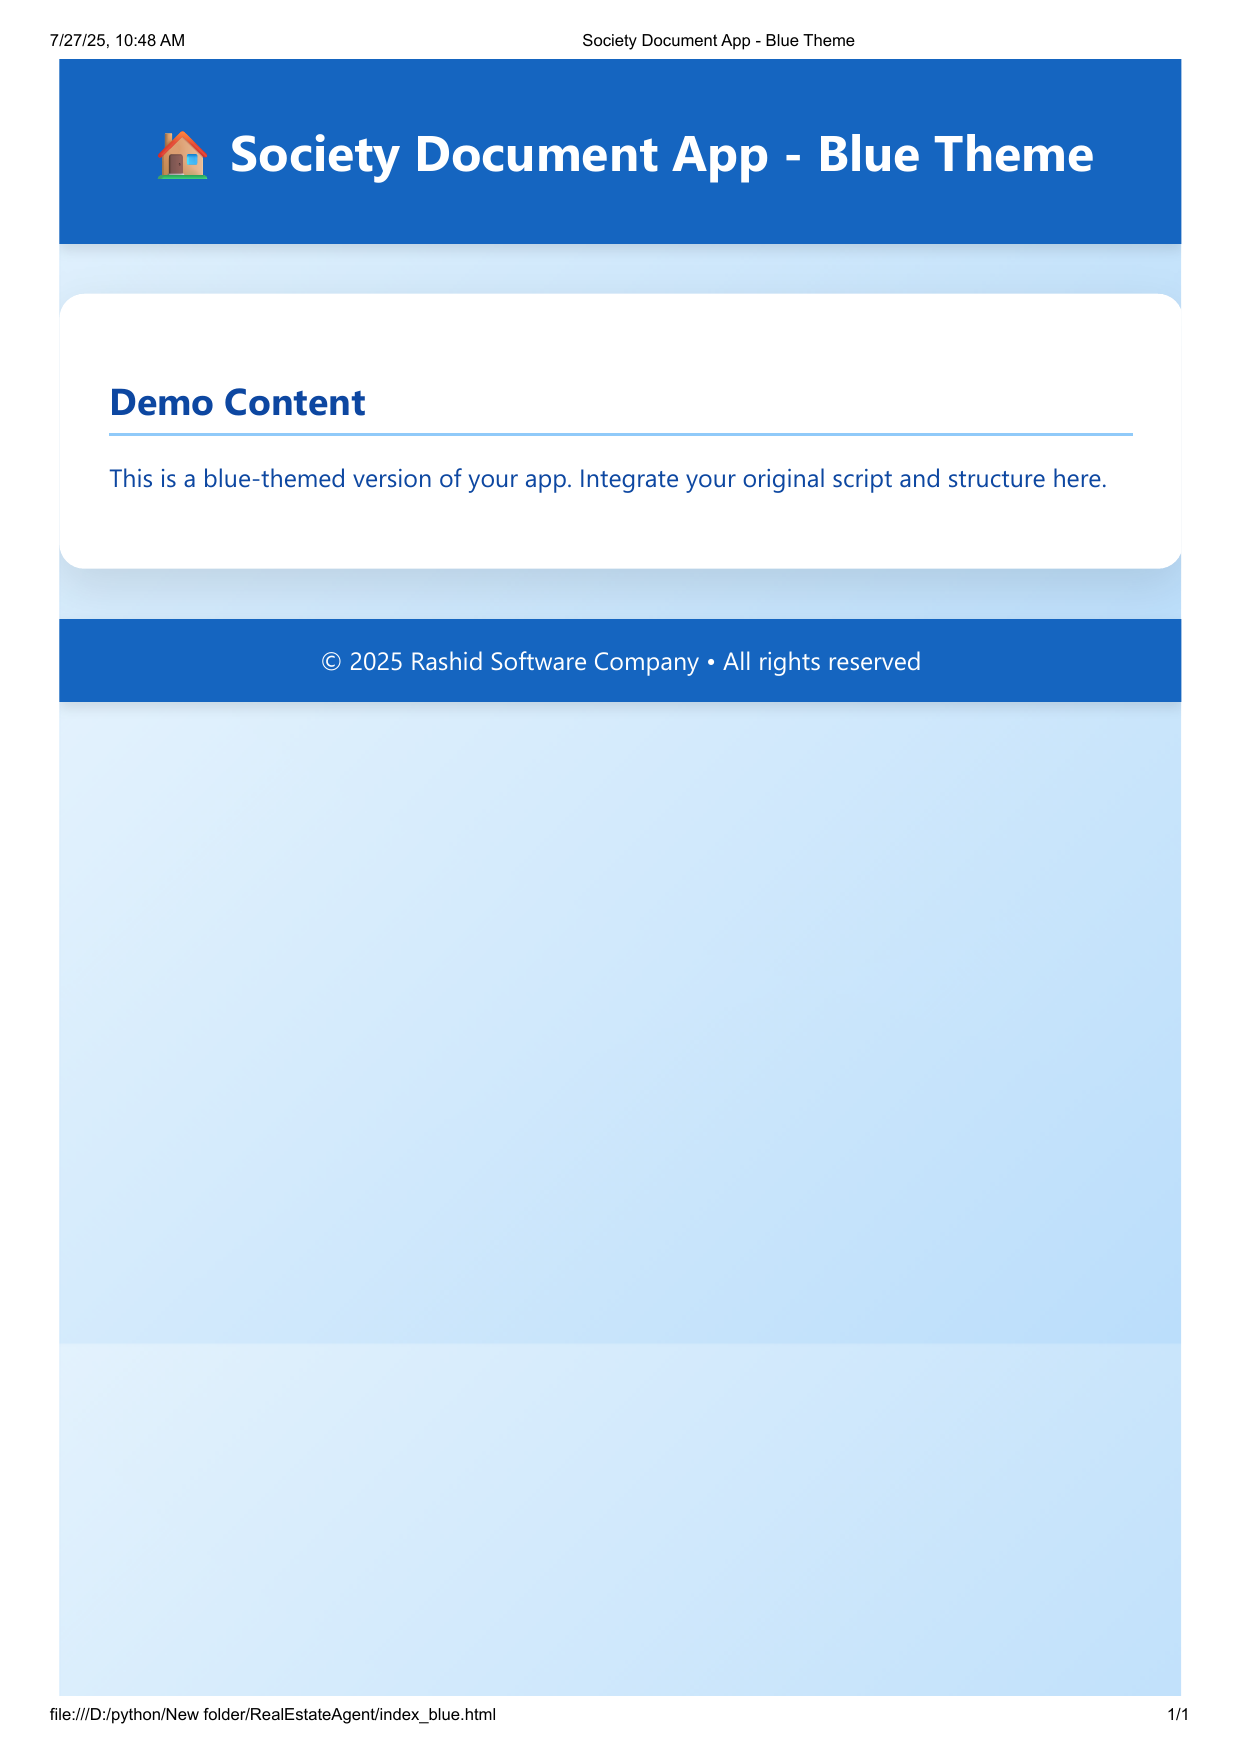 7/27/25, 10:48 AM Society Document App - Blue Theme
🏠 Society Document App - Blue Theme
Demo Content
This is a blue-themed version of your app. Integrate your original script and structure here.
© 2025 Rashid Software Company • All rights reserved
file:///D:/python/New folder/RealEstateAgent/index_blue.html 1/1